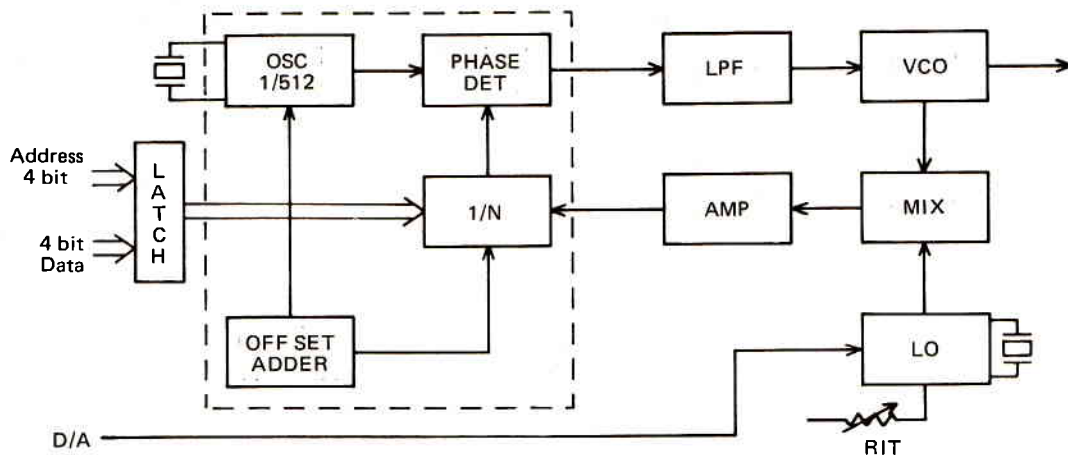 OSC
1/512
PHASE
DET
LPF
VCO
Address
4 bit
4 bit
Data
L
A
T
C
H
1/N
AMP
MIX
OFF SET
ADDER
LO
D/A
RIT